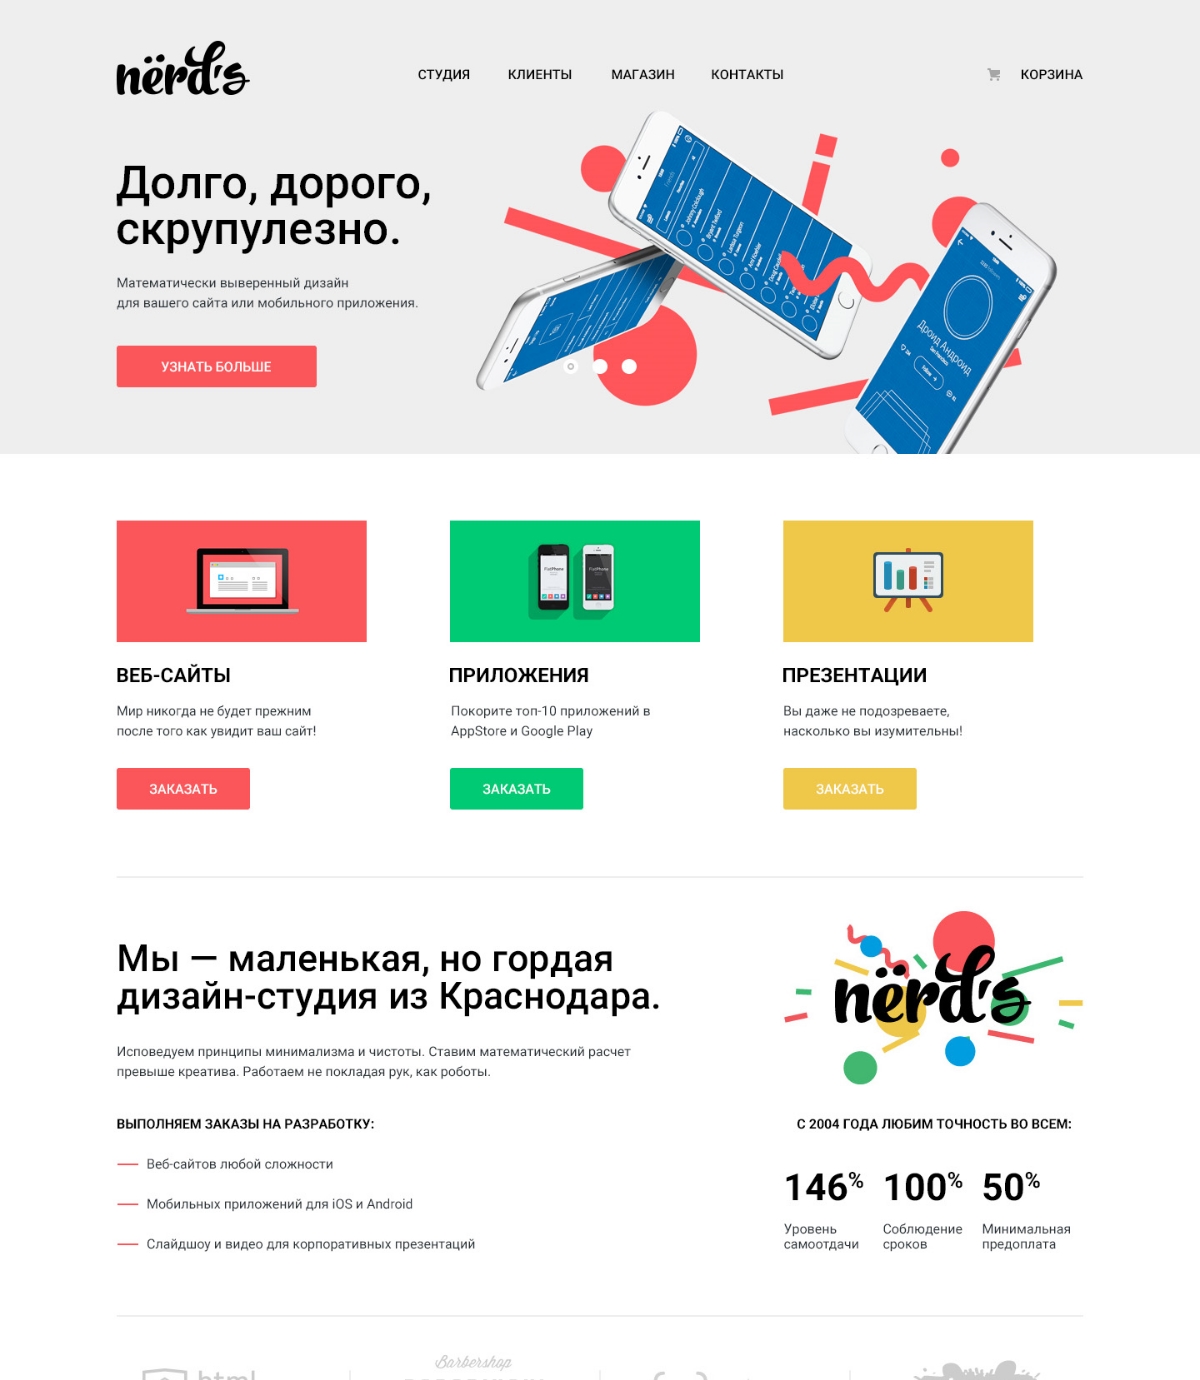 nërd's
СТУДИЯ КЛИЕНТЫ МАГАЗИН КОНТАКТЫ КОРЗИНА
Долго, дорого,
скрупулезно.
Математически выверенный дизайн
для вашего сайта или мобильного приложения.
УЗНАТЬ БОЛЬШЕ
Дроид Андроид
ВЕБ-САЙТЫ
Мир никогда не будет прежним
после того как увидит ваш сайт!
ЗАКАЗАТЬ
ПРИЛОЖЕНИЯ
Покорите топ-10 приложений в
AppStore и Google Play
ЗАКАЗАТЬ
ПРЕЗЕНТАЦИИ
Вы даже не подозреваете,
насколько вы изумительны!
ЗАКАЗАТЬ
Мы — маленькая, но гордая
дизайн-студия из Краснодара.
Исповедуем принципы минимализма и чистоты. Ставим математический расчет
превыше креатива. Работаем не покладая рук, как роботы.
ВЫПОЛНЯЕМ ЗАКАЗЫ НА РАЗРАБОТКУ:
Веб-сайтов любой сложности
Мобильных приложений для iOS и Android
Слайдшоу и видео для корпоративных презентаций
nërd's
С 2004 ГОДА ЛЮБИМ ТОЧНОСТЬ ВО ВСЕМ:
146% 100% 50%
Уровень Соблюдение Минимальная
самоотдачи сроков предоплата
html
Barbershop